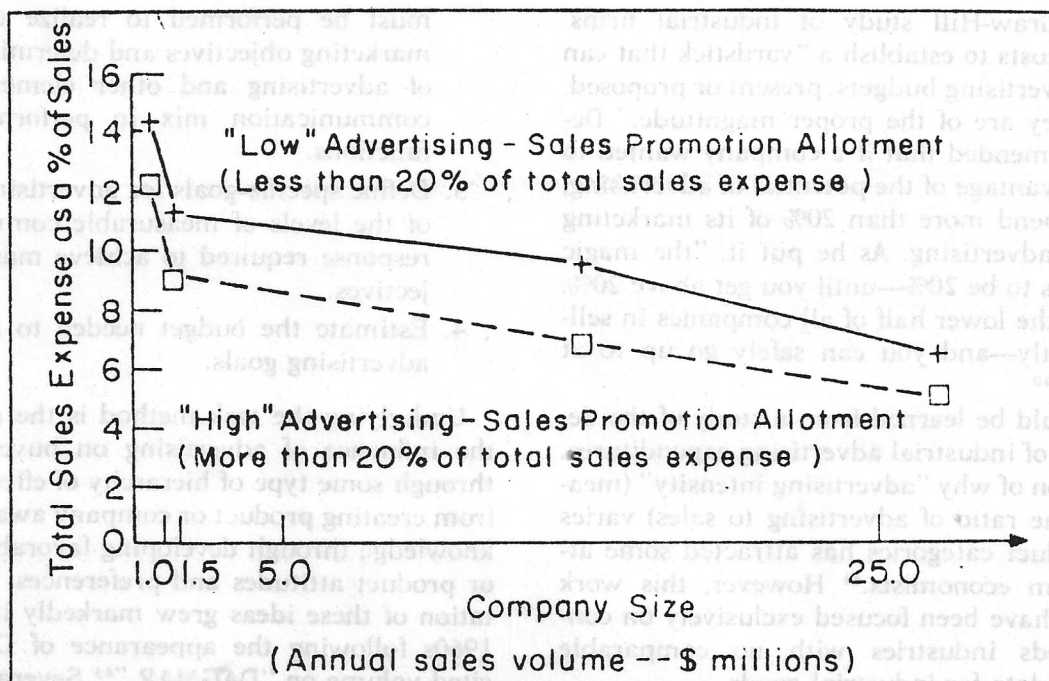 Total Sales Expense as a % of Sales
16
14
12
10
8
6
4
2
0
"Low" Advertising - Sales Promotion Allotment
(Less than 20% of total sales expense)
"High" Advertising - Sales Promotion Allotment
(More than 20% of total sales expense)
1.0 1.5 5.0 25.0
Company Size
(Annual sales volume -- $ millions)